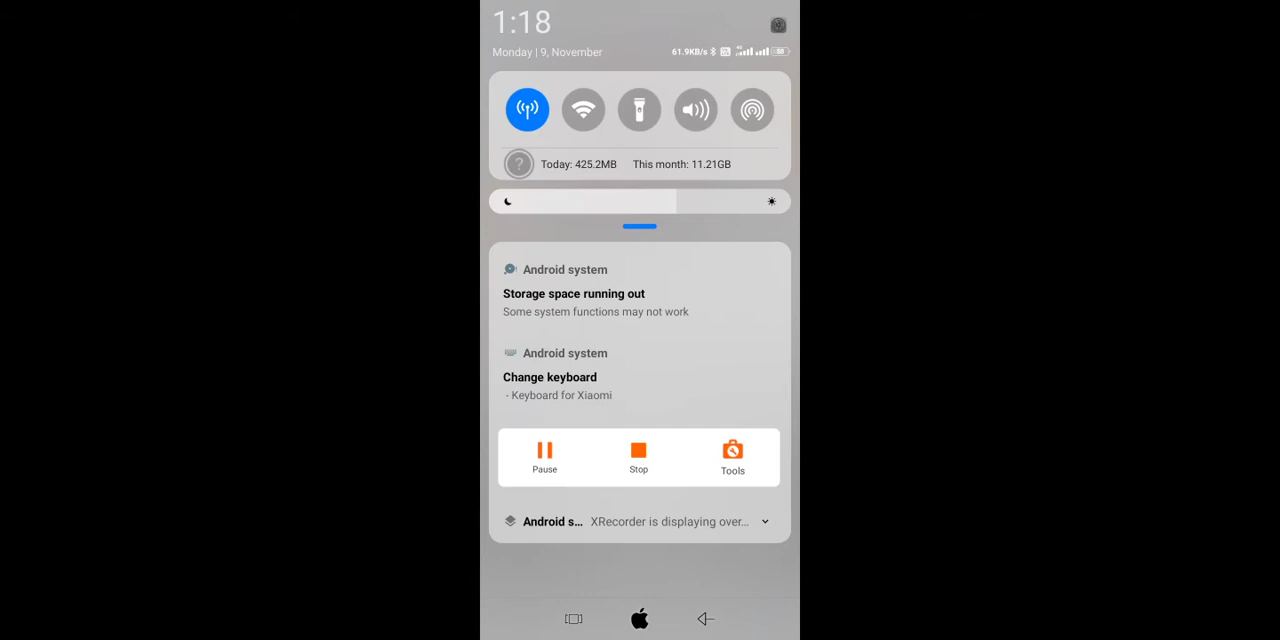 1:18
Monday | 9, November
61.9KB/s 4G 58
?
Today: 425.2MB This month: 11.21GB
Android system
Storage space running out
Some system functions may not work
Android system
Change keyboard
- Keyboard for Xiaomi
Pause Stop Tools
Android s... XRecorder is displaying over...